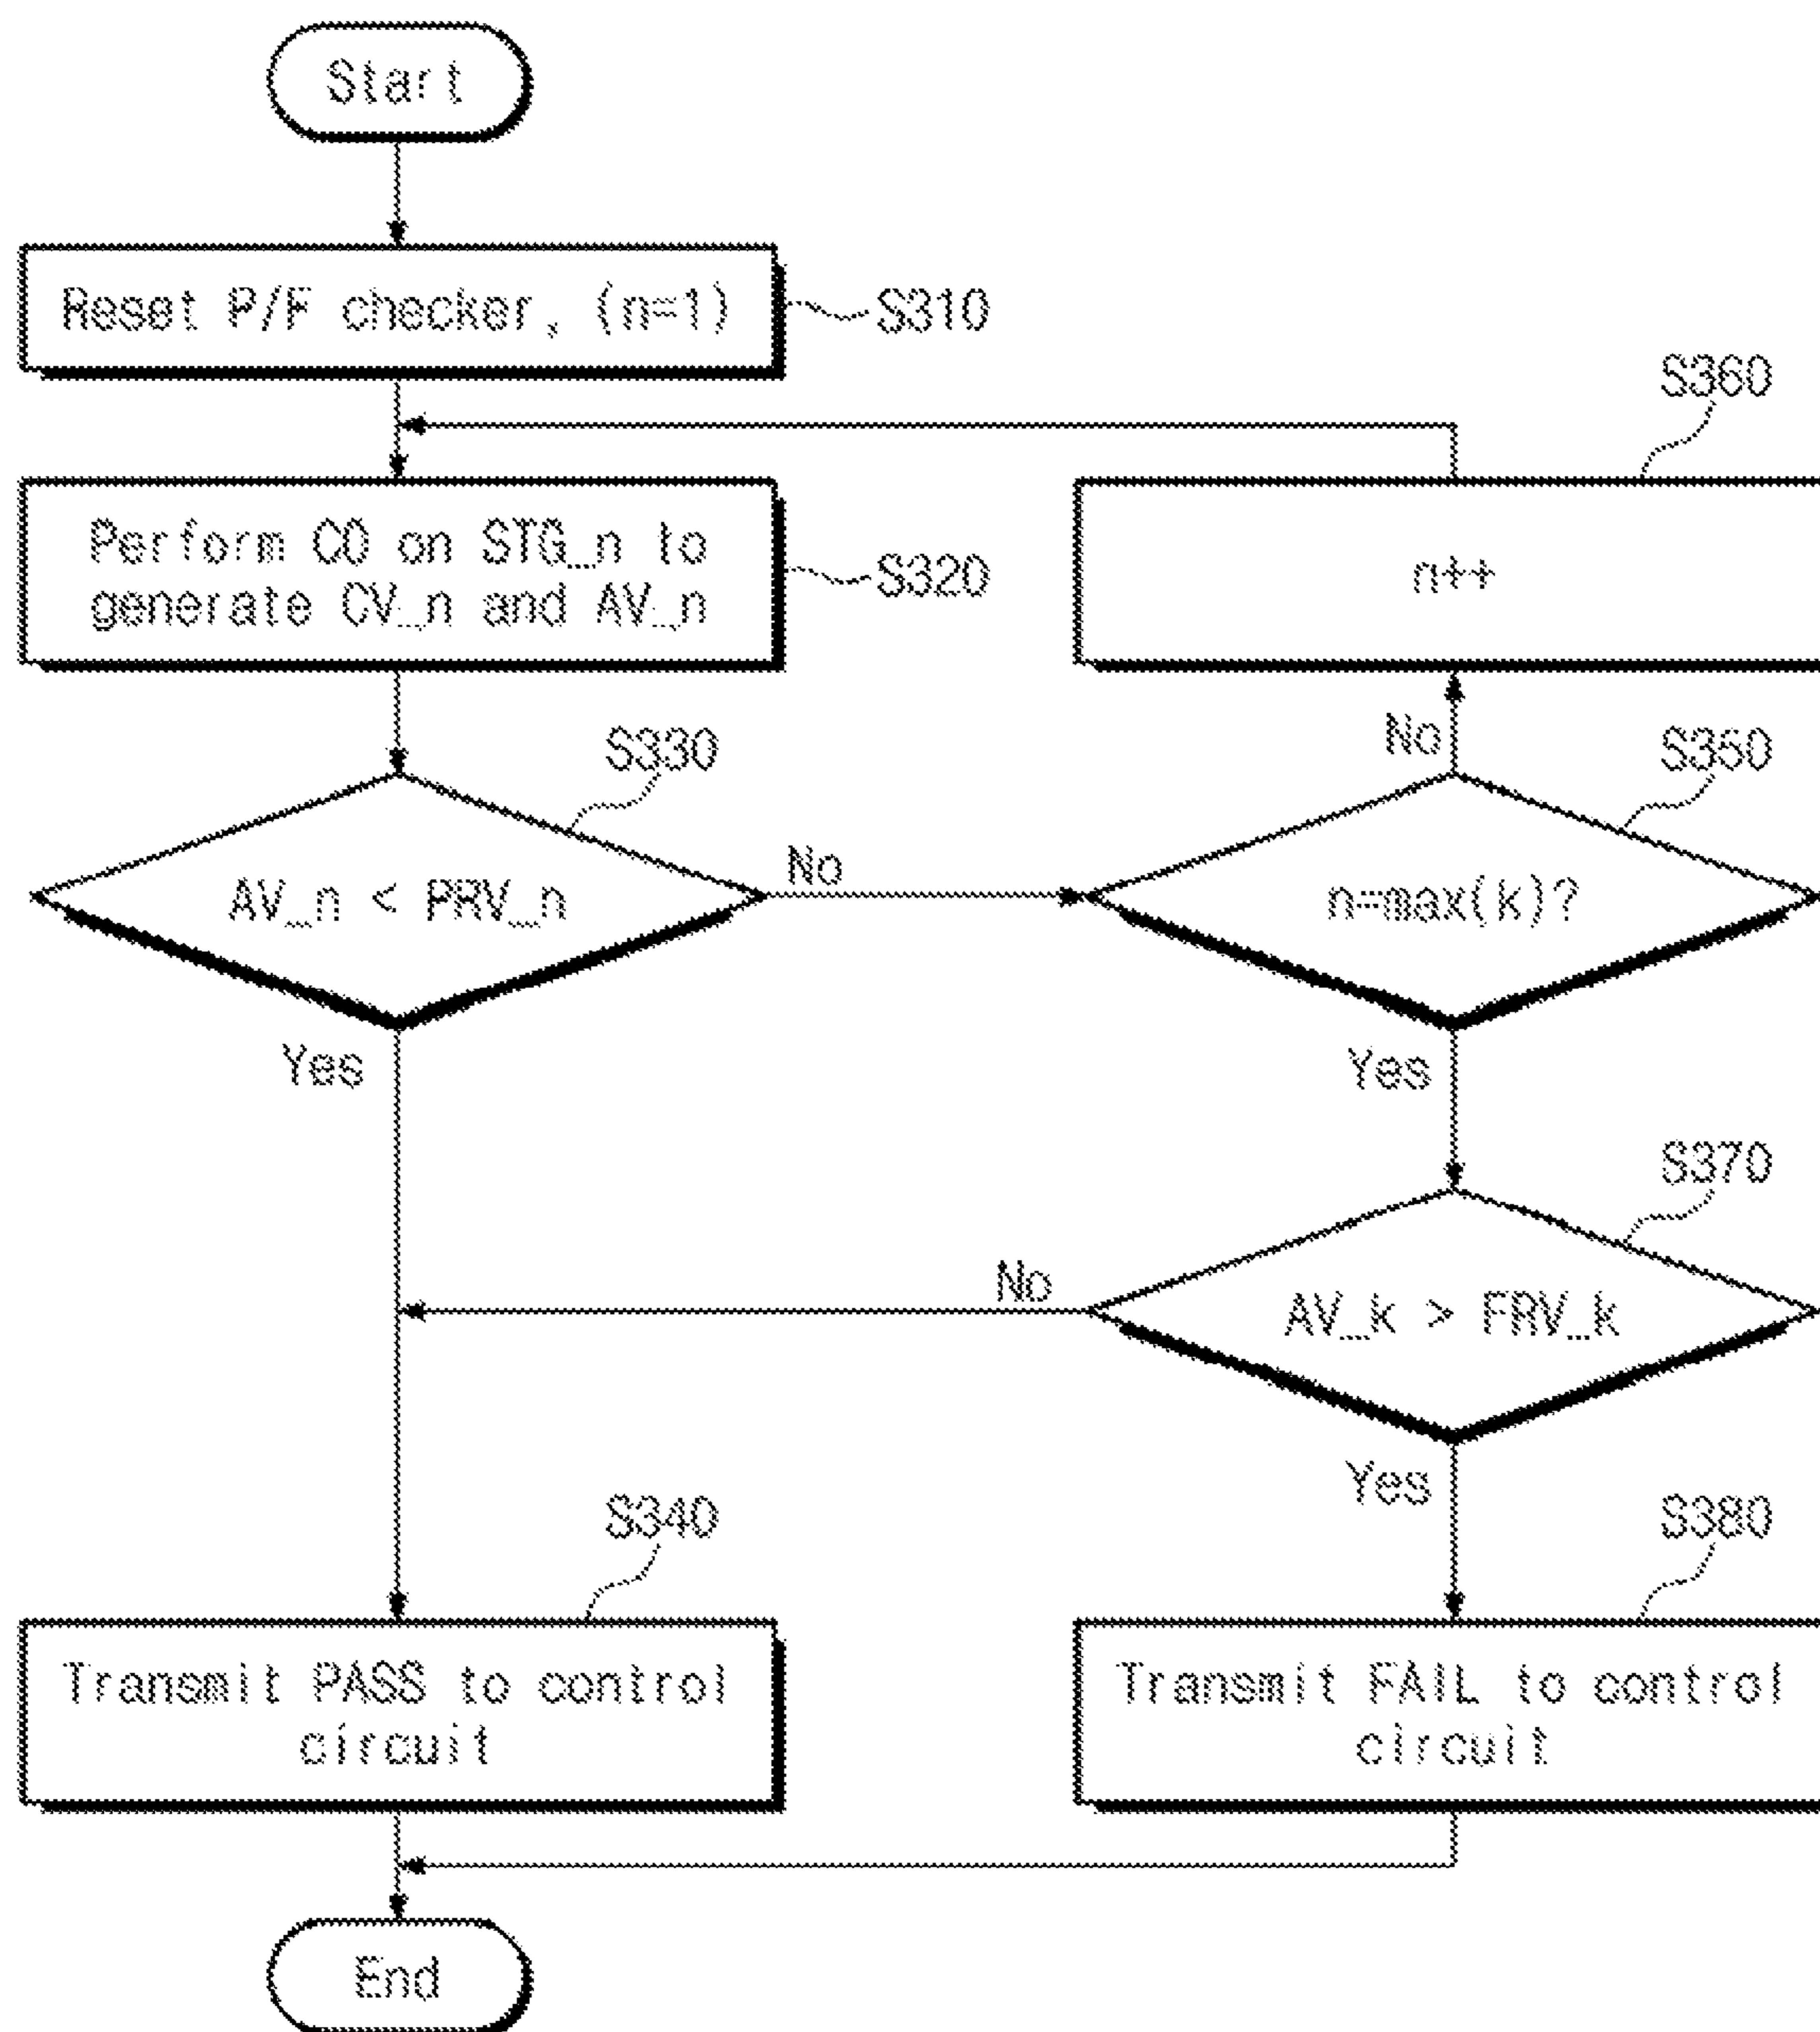 Start
Reset P/F checker, (n=1)
S310
S360
Perform CO on STG_n to
generate CV_n and AV_n
S320
n++
S330
No
S350
AV_n < PRV_n
No
n=max(k)?
Yes
Yes
S370
No
AV_k > FRV_k
Yes
S340
S380
Transmit PASS to control
circuit
Transmit FAIL to control
circuit
End